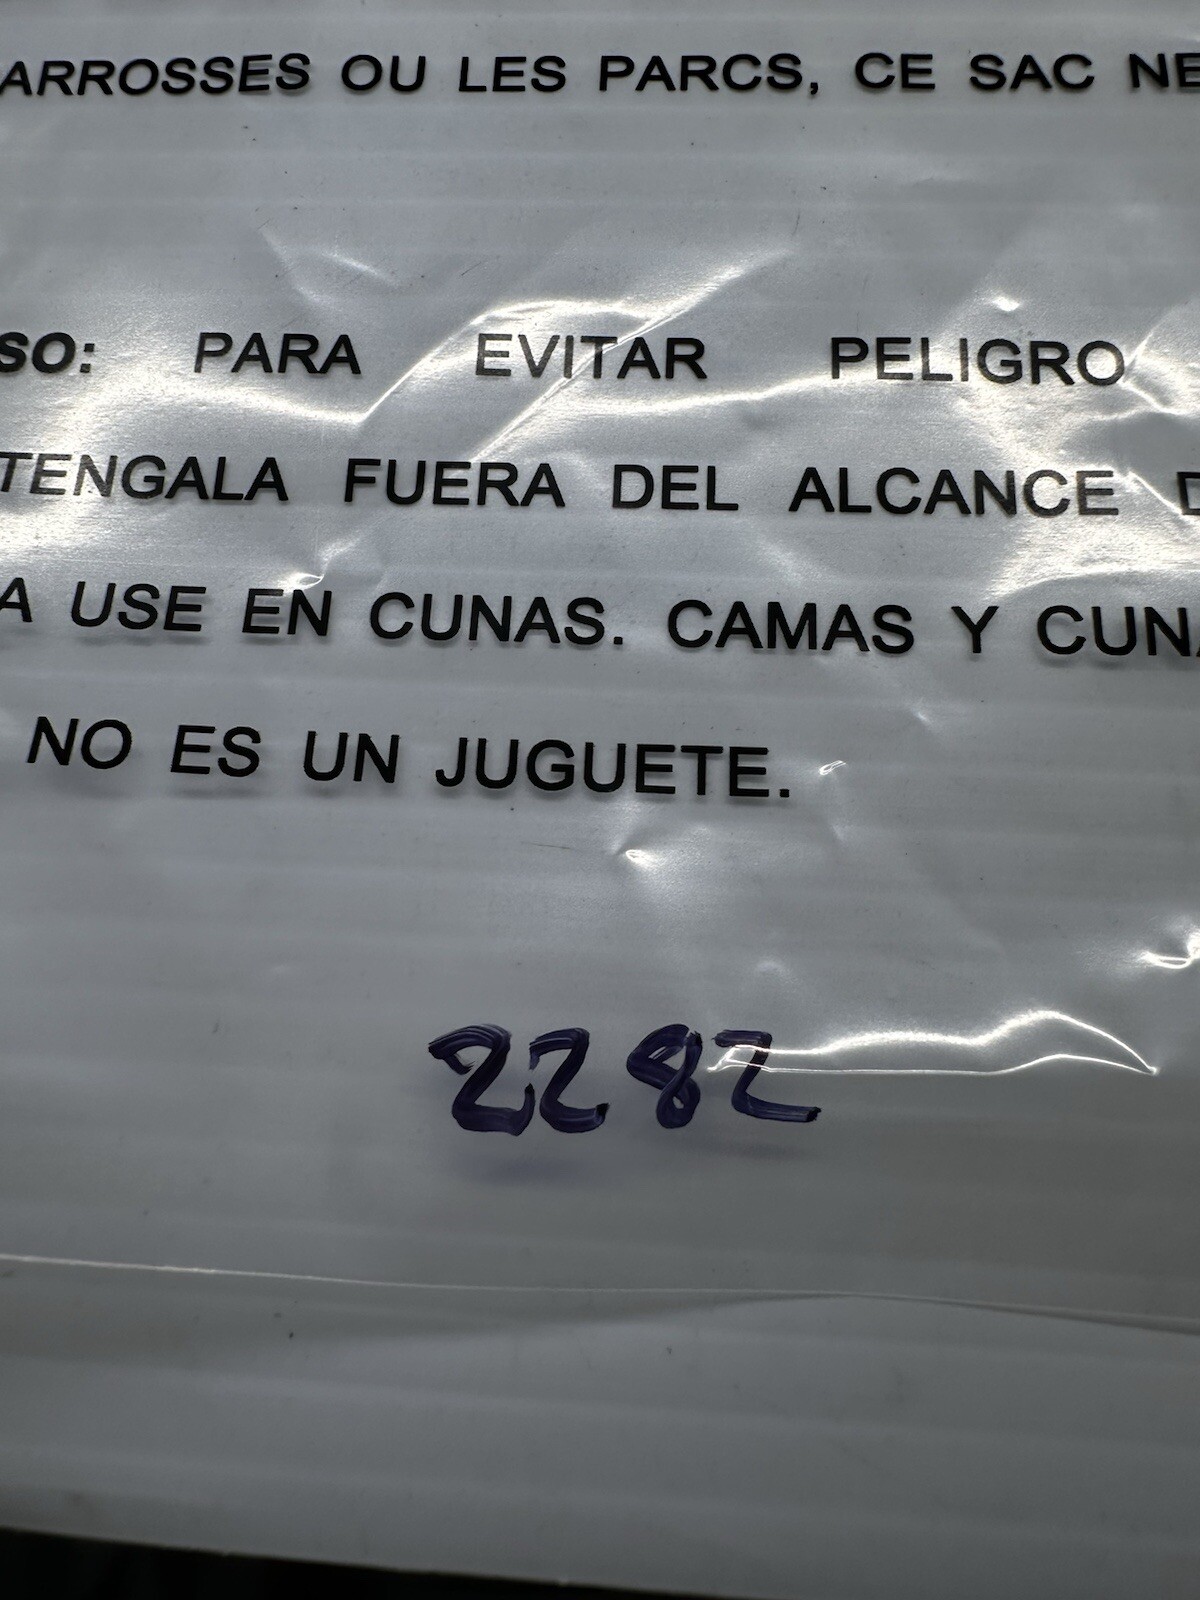 ARROSSES OU LES PARCS, CE SAC NE
SO: PARA EVITAR PELIGRO
TENGALA FUERA DEL ALCANCE D
A USE EN CUNAS. CAMAS Y CUNA
NO ES UN JUGUETE.
2282